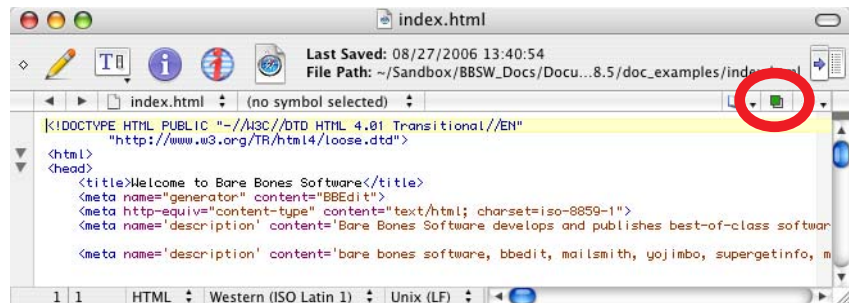 index.html
Last Saved: 08/27/2006 13:40:54
File Path: ~/Sandbox/BBSW_Docs/Docu...8.5/doc_examples/index.html
index.html (no symbol selected)
<!DOCTYPE HTML PUBLIC "-//W3C//DTD HTML 4.01 Transitional//EN"
"http://www.w3.org/TR/html4/loose.dtd">
<html>
<head>
<title>Welcome to Bare Bones Software</title>
<meta name="generator" content="BBEdit">
<meta http-equiv="content-type" content="text/html; charset=iso-8859-1">
<meta name='description' content='Bare Bones Software develops and publishes best-of-class softwar
<meta name='description' content='bare bones software, bbedit, mailsmith, yojimbo, supergetinfo, m
1 1 HTML Western (ISO Latin 1) Unix (LF)